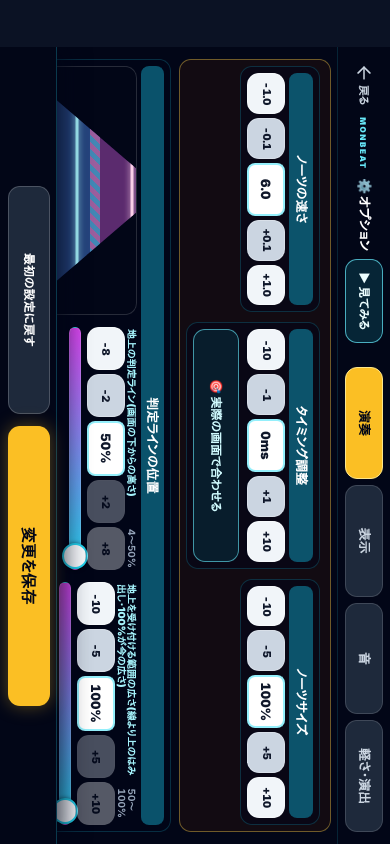 ← 戻る MONBEAT ⚙️ オプション ▶ 見てみる 演奏 表示 音 軽さ・演出
ノーツの速さ
-1.0 -0.1 6.0 +0.1 +1.0
タイミング調整
-10 -1 0ms +1 +10
🎯 実際の画面で合わせる
ノーツサイズ
-10 -5 100% +5 +10
判定ラインの位置
地上の判定ライン(画面の下からの高さ) 4〜50%
-8 -2 50% +2 +8
地上を受け付ける範囲の広さ(線より上のはみ
出し・100%が今の広さ)
50〜
100%
-10 -5 100% +5 +10
最初の設定に戻す 変更を保存